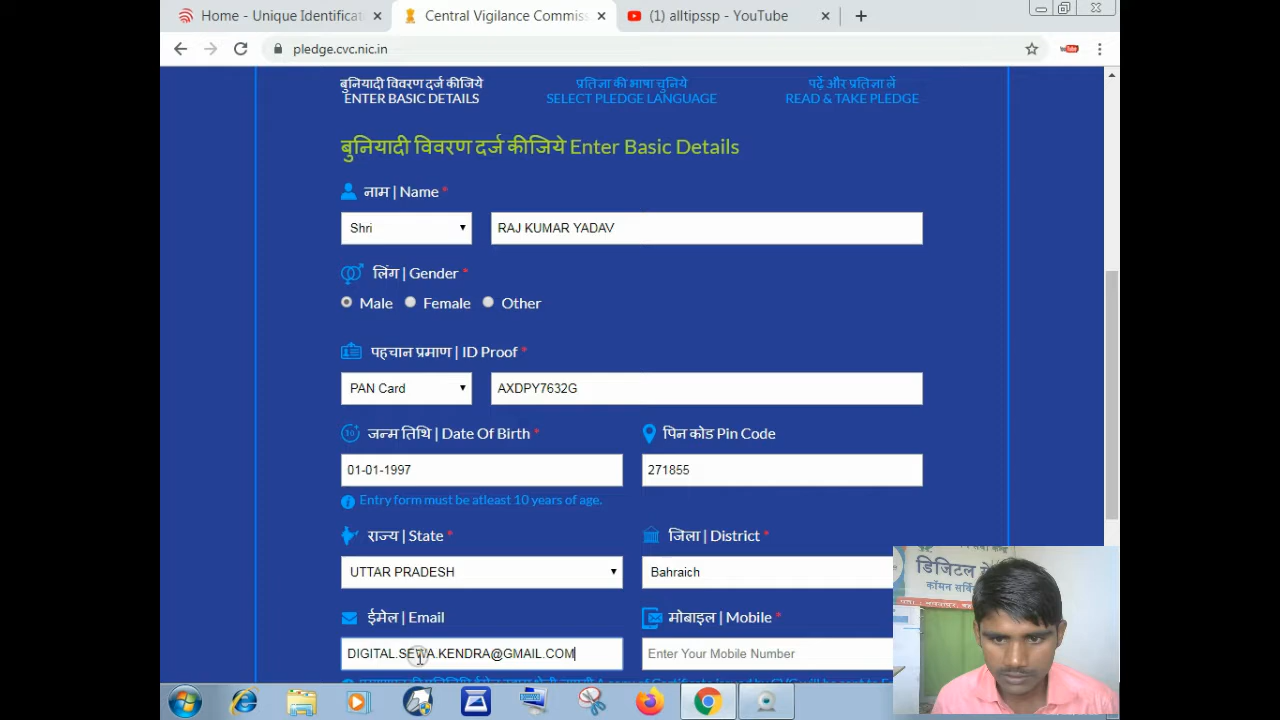 Home - Unique Identificat
Central Vigilance Commiss
(1) alltipssp - YouTube
pledge.cvc.nic.in
बुनियादी विवरण दर्ज कीजिये
ENTER BASIC DETAILS
प्रतिज्ञा की भाषा चुनिये
SELECT PLEDGE LANGUAGE
पढ़ें और प्रतिज्ञा लें
READ & TAKE PLEDGE
बुनियादी विवरण दर्ज कीजिये Enter Basic Details
नाम | Name *
Shri
RAJ KUMAR YADAV
लिंग | Gender *
Male Female Other
पहचान प्रमाण | ID Proof *
PAN Card
AXDPY7632G
जन्म तिथि | Date Of Birth *
पिन कोड Pin Code
01-01-1997
271855
Entry form must be atleast 10 years of age.
राज्य | State *
जिला | District *
UTTAR PRADESH
Bahraich
ईमेल | Email
मोबाइल | Mobile *
DIGITAL.SEWA.KENDRA@GMAIL.COM
Enter Your Mobile Number
डिजिटल
कॉमन सर्वि